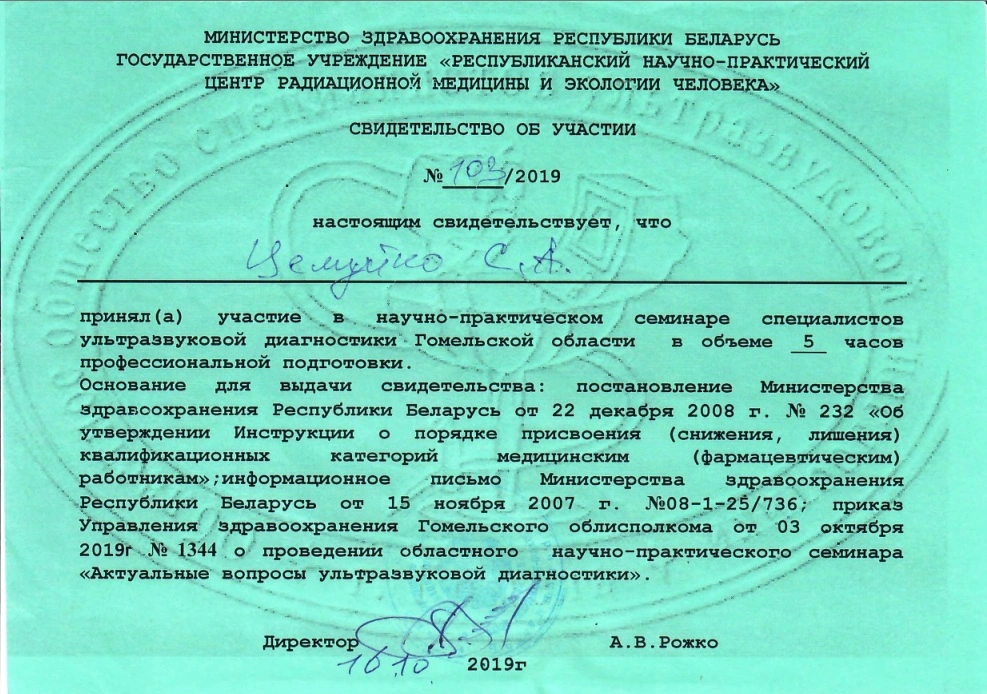 МИНИСТЕРСТВО ЗДРАВООХРАНЕНИЯ РЕСПУБЛИКИ БЕЛАРУСЬ
ГОСУДАРСТВЕННОЕ УЧРЕЖДЕНИЕ «РЕСПУБЛИКАНСКИЙ НАУЧНО-ПРАКТИЧЕСКИЙ
ЦЕНТР РАДИАЦИОННОЙ МЕДИЦИНЫ И ЭКОЛОГИИ ЧЕЛОВЕКА»
СВИДЕТЕЛЬСТВО ОБ УЧАСТИИ
№ 103/2019
настоящим свидетельствует, что
Цемуйко С.А.
принял(а) участие в научно-практическом семинаре специалистов
ультразвуковой диагностики Гомельской области в объеме 5 часов
профессиональной подготовки.
Основание для выдачи свидетельства: постановление Министерства
здравоохранения Республики Беларусь от 22 декабря 2008 г. № 232 «Об
утверждении Инструкции о порядке присвоения (снижения, лишения)
квалификационных категорий медицинским (фармацевтическим)
работникам»;информационное письмо Министерства здравоохранения
Республики Беларусь от 15 ноября 2007 г. №08-1-25/736; приказ
Управления здравоохранения Гомельского облисполкома от 03 октября
2019г № 1344 о проведении областного научно-практического семинара
«Актуальные вопросы ультразвуковой диагностики».
Директор А.В.Рожко
16.10 2019г